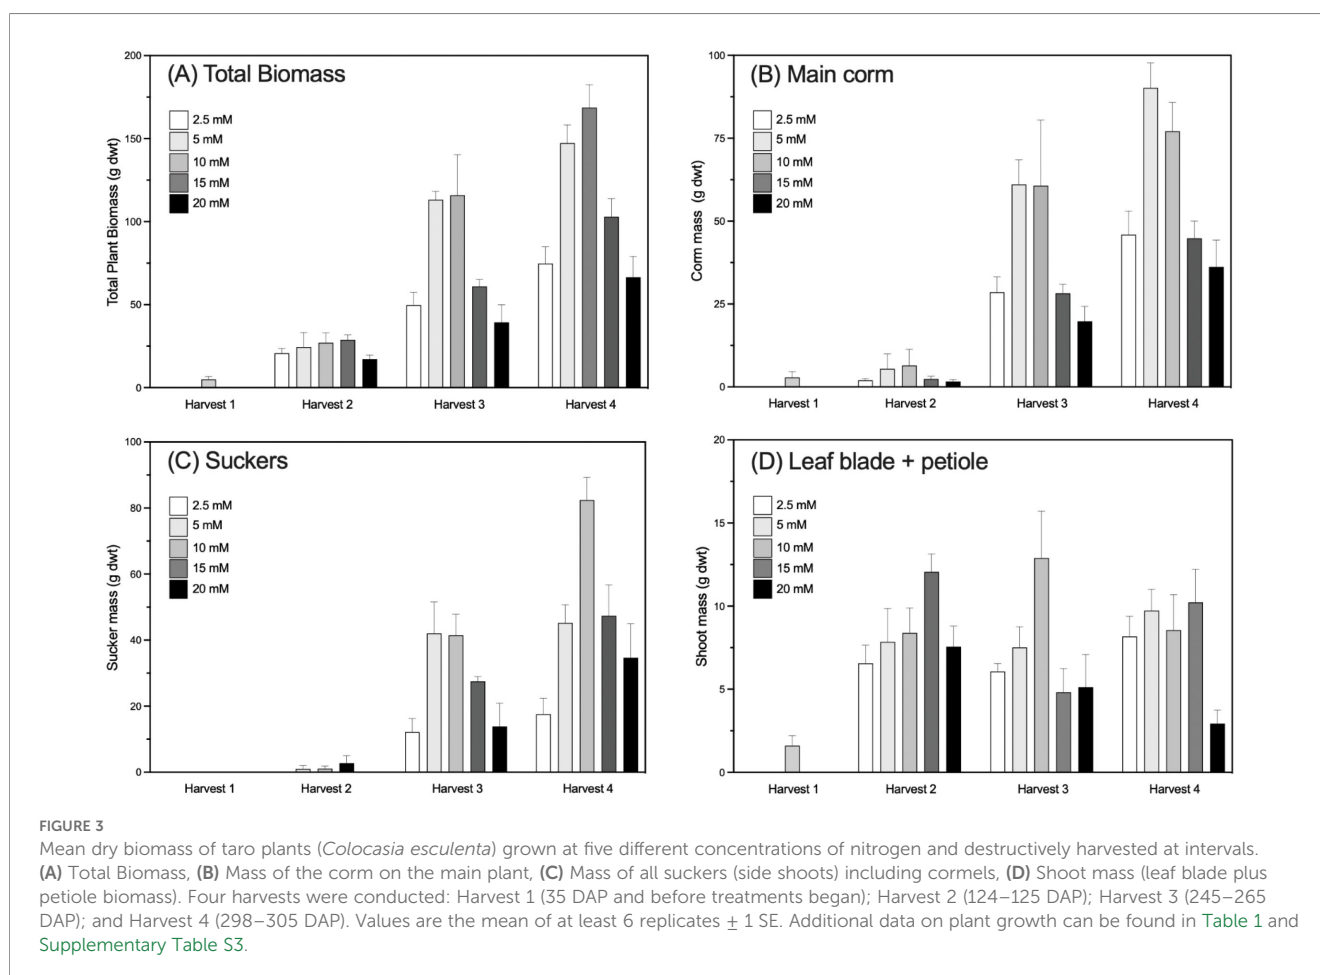 (A) Total Biomass
200
150
100
50
0
Total Plant Biomass (g dwt)
2.5 mM
5 mM
10 mM
15 mM
20 mM
Harvest 1 Harvest 2 Harvest 3 Harvest 4
(B) Main corm
100
75
50
25
0
Corm mass (g dwt)
2.5 mM
5 mM
10 mM
15 mM
20 mM
Harvest 1 Harvest 2 Harvest 3 Harvest 4
(C) Suckers
100
80
60
40
20
0
Sucker mass (g dwt)
2.5 mM
5 mM
10 mM
15 mM
20 mM
Harvest 1 Harvest 2 Harvest 3 Harvest 4
(D) Leaf blade + petiole
20
15
10
5
0
Shoot mass (g dwt)
2.5 mM
5 mM
10 mM
15 mM
20 mM
Harvest 1 Harvest 2 Harvest 3 Harvest 4
FIGURE 3
Mean dry biomass of taro plants (Colocasia esculenta) grown at five different concentrations of nitrogen and destructively harvested at intervals.
(A) Total Biomass, (B) Mass of the corm on the main plant, (C) Mass of all suckers (side shoots) including cormels, (D) Shoot mass (leaf blade plus
petiole biomass). Four harvests were conducted: Harvest 1 (35 DAP and before treatments began); Harvest 2 (124–125 DAP); Harvest 3 (245–265
DAP); and Harvest 4 (298–305 DAP). Values are the mean of at least 6 replicates ± 1 SE. Additional data on plant growth can be found in Table 1 and
Supplementary Table S3.